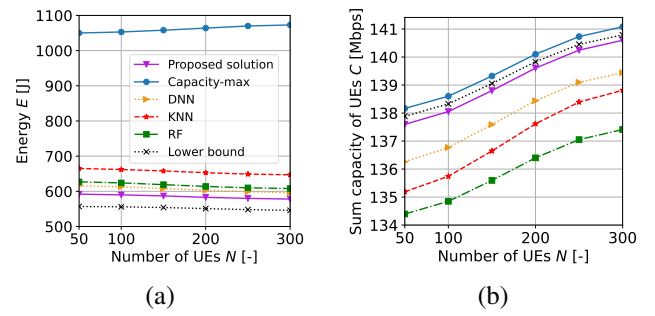 Energy E [J]
1100
1000
900
800
700
600
500
50
100
200
300
Number of UEs N [-]
Proposed solution
Capacity-max
DNN
KNN
RF
Lower bound
(a)
Sum capacity of UEs C [Mbps]
141
140
139
138
137
136
135
134
50
100
200
300
Number of UEs N [-]
(b)